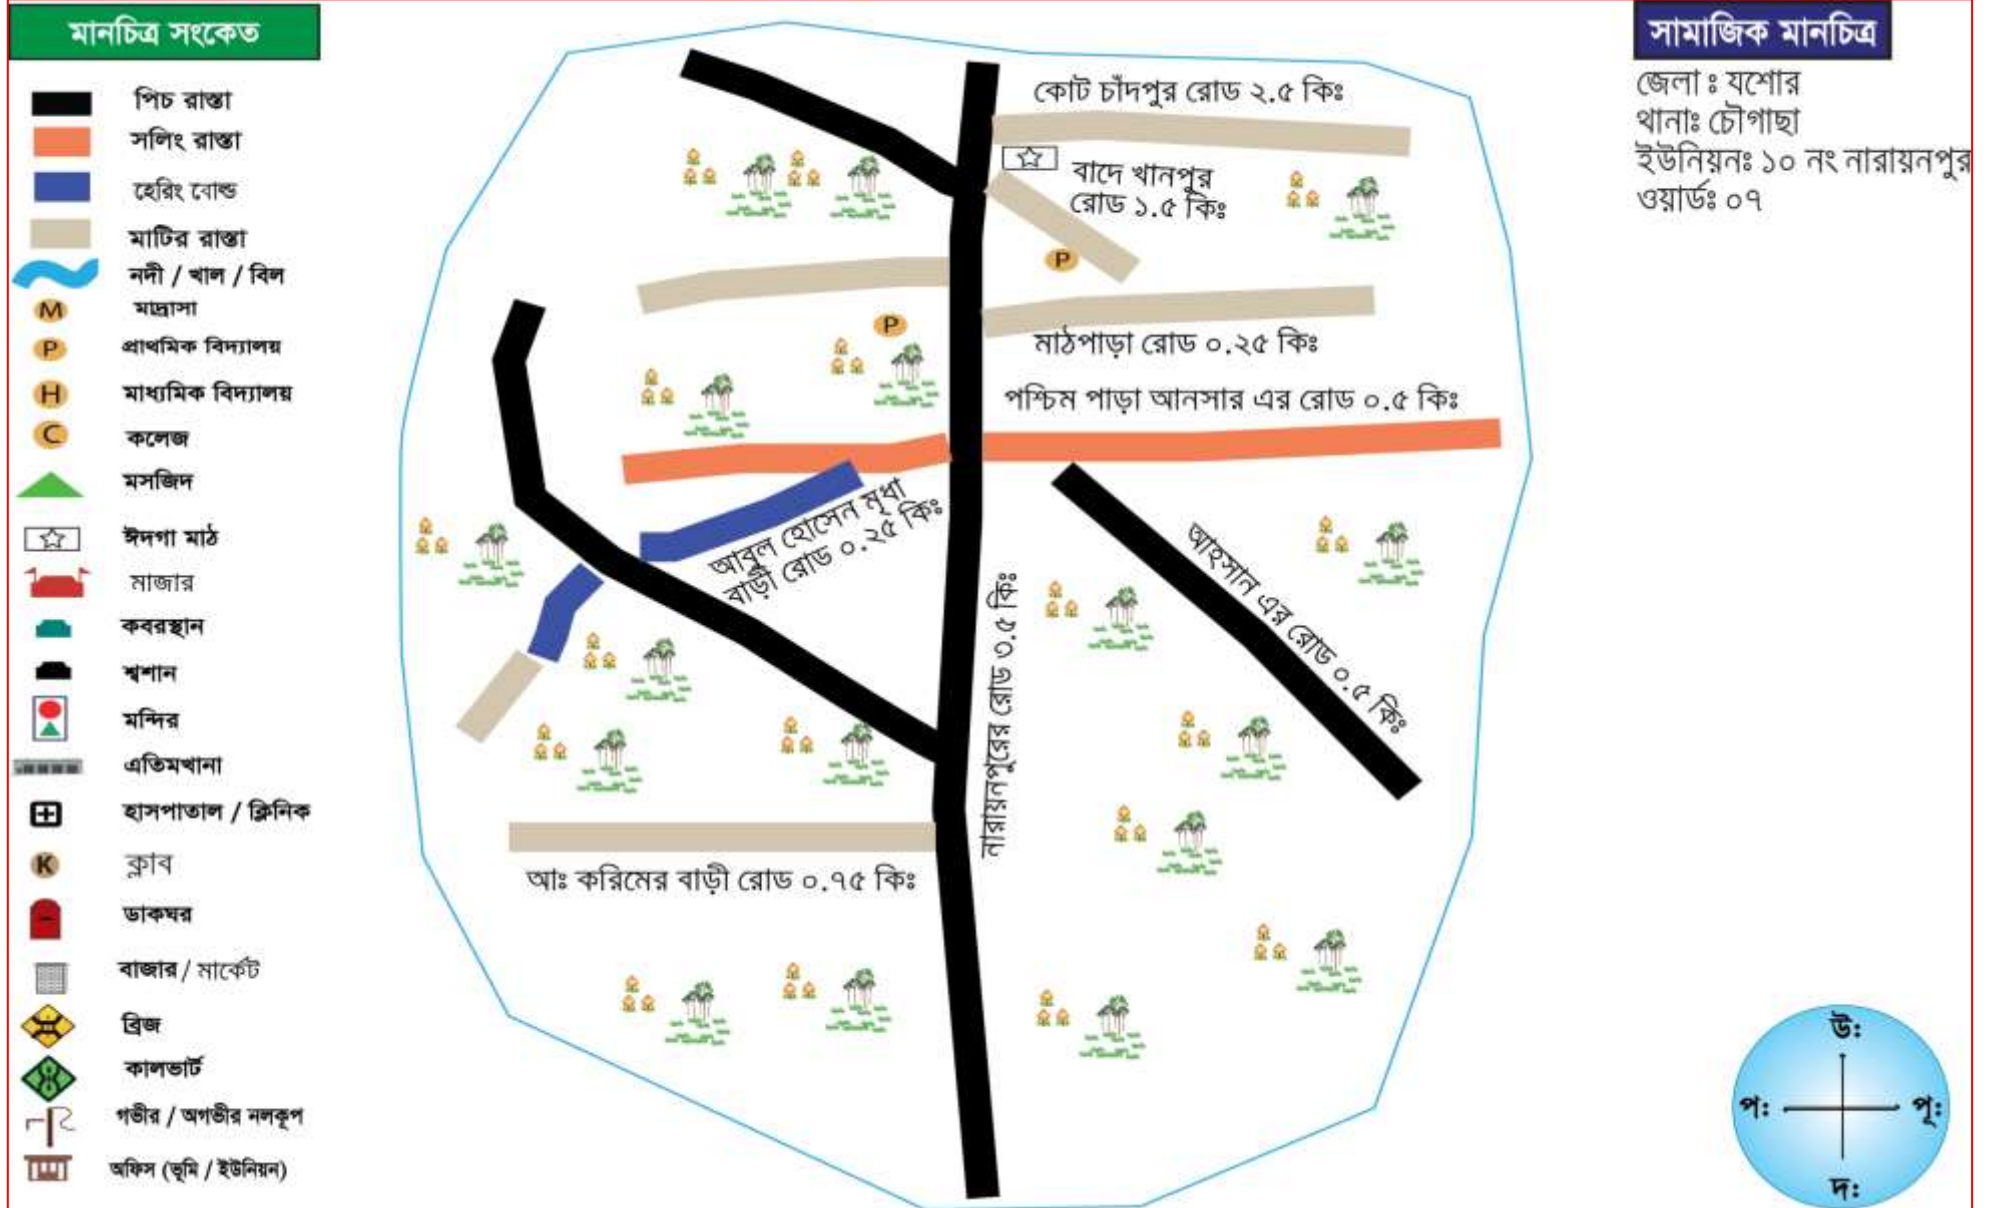 মানচিত্র সংকেত
পিচ রাস্তা
সলিং রাস্তা
হেরিং বোল্ড
মাটির রাস্তা
নদী / খাল / বিল
M
মাদ্রাসা
P
প্রাথমিক বিদ্যালয়
H
মাধ্যমিক বিদ্যালয়
C
কলেজ
মসজিদ
ঈদগা মাঠ
মাজার
কবরস্থান
শ্বশান
মন্দির
এতিমখানা
হাসপাতাল / ক্লিনিক
K
ক্লাব
ডাকঘর
বাজার / মার্কেট
ব্রিজ
কালভার্ট
গভীর / অগভীর নলকূপ
অফিস (ভূমি / ইউনিয়ন)
কোট চাঁদপুর রোড ২.৫ কিঃ
বাদে খানপুর
রোড ১.৫ কিঃ
P
P
মাঠপাড়া রোড ০.২৫ কিঃ
পশ্চিম পাড়া আনসার এর রোড ০.৫ কিঃ
আবুল হোসেন মৃধা
বাড়ী রোড ০.২৫ কিঃ
আহসান এর রোড ০.৫ কিঃ
নারায়নপুরের রোড ৩.৫ কিঃ
আঃ করিমের বাড়ী রোড ০.৭৫ কিঃ
সামাজিক মানচিত্র
জেলা ঃ যশোর
থানাঃ চৌগাছা
ইউনিয়নঃ ১০ নং নারায়নপুর
ওয়ার্ডঃ ০৭
উ:
প:
পূ:
দ: